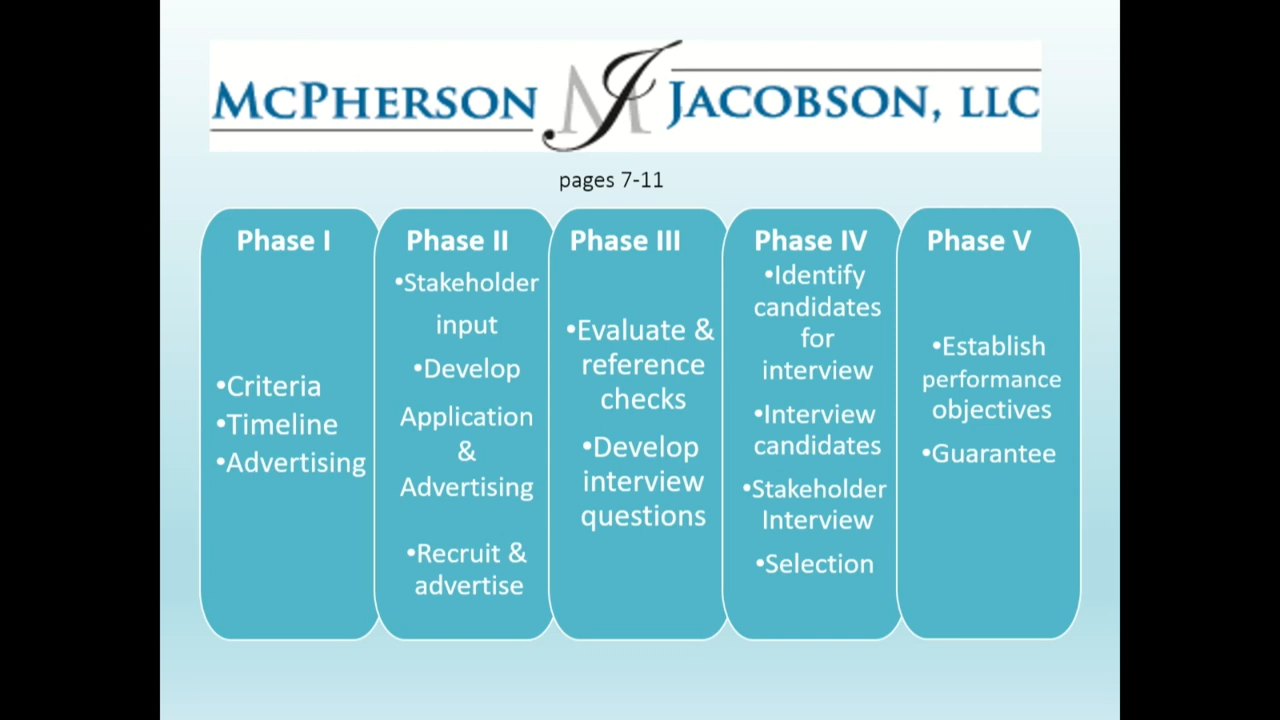 McPherson MJ Jacobson, LLC
pages 7-11
Phase I
•Criteria
•Timeline
•Advertising
Phase II
•Stakeholder
input
•Develop
Application
&
Advertising
•Recruit &
advertise
Phase III
•Evaluate &
reference
checks
•Develop
interview
questions
Phase IV
•Identify
candidates
for
interview
•Interview
candidates
•Stakeholder
Interview
•Selection
Phase V
•Establish
performance
objectives
•Guarantee